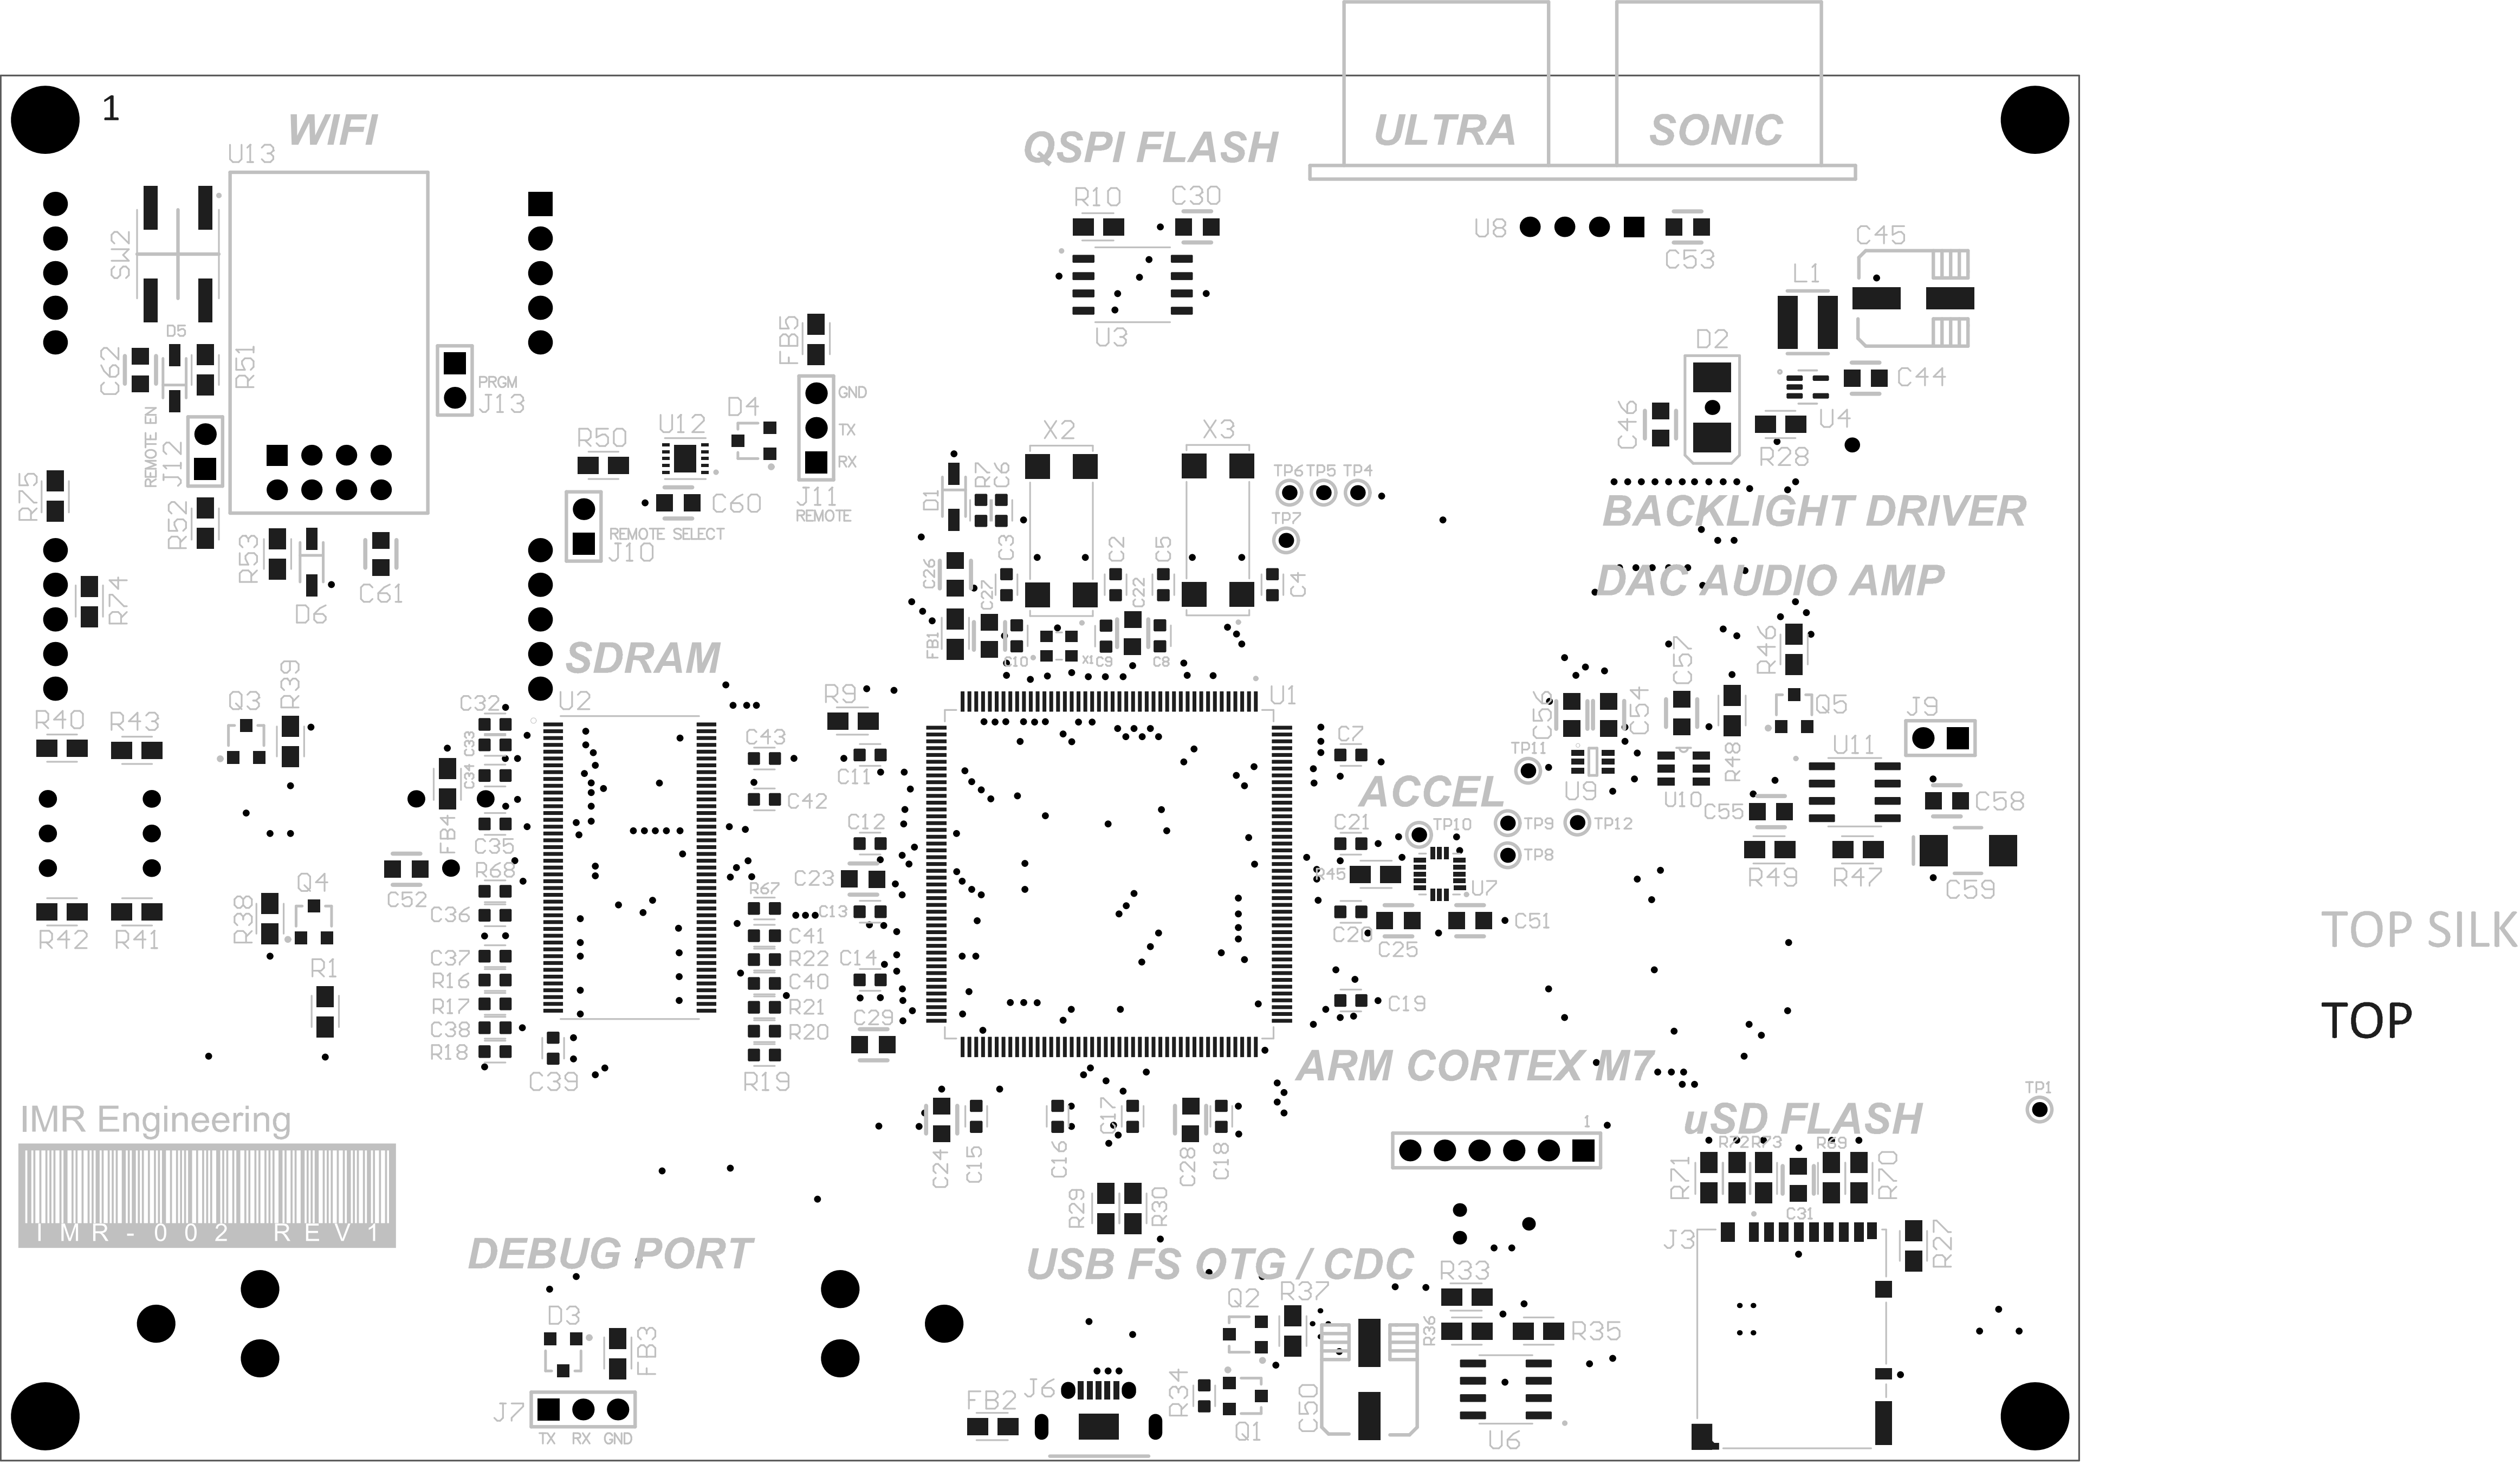 1
WIFI
ULTRA
SONIC
QSPI FLASH
U13
R10
C30
U8
C53
C45
SW2
L1
D5
FB5
U3
D2
C62
R51
PRGM
J13
GND
C44
REMOTE EN
J12
U12
D4
TX
X2
X3
C46
U4
R50
RX
R28
R75
R52
C60
J11
REMOTE
D1
R7
C6
TP6
TP5
TP4
BACKLIGHT DRIVER
REMOTE SELECT
J10
TP7
R53
C61
C3
C2
C5
C4
DAC AUDIO AMP
R74
D6
C26
C27
C22
FB1
C10
X1
C9
C8
SDRAM
R46
C57
R39
Q3
C32
U2
R9
U1
C56
C54
R48
Q5
J9
R40
R43
C33
C43
C11
C7
TP11
U11
C34
ACCEL
U9
U10
C42
C55
C58
FB4
C35
C12
C21
TP10
TP9
TP12
TP8
R68
C23
R45
U7
R49
R47
C59
Q4
C52
R67
R38
C36
C13
C20
C25
C51
R42
R41
C41
TOP SILK
R1
C37
R22
C14
R16
C40
R17
R21
C29
C19
TOP
C38
R20
R18
C39
R19
ARM CORTEX M7
TP1
IMR Engineering
C24
C15
C16
C17
C28
C18
1
uSD FLASH
R72
R73
R69
R71
R70
R29
R30
C31
IMR-002 REV1
DEBUG PORT
USB FS OTG / CDC
J3
R27
R33
D3
FB3
Q2
R37
R36
R35
J7
FB2
J6
R34
Q1
C50
U6
TX
RX
GND